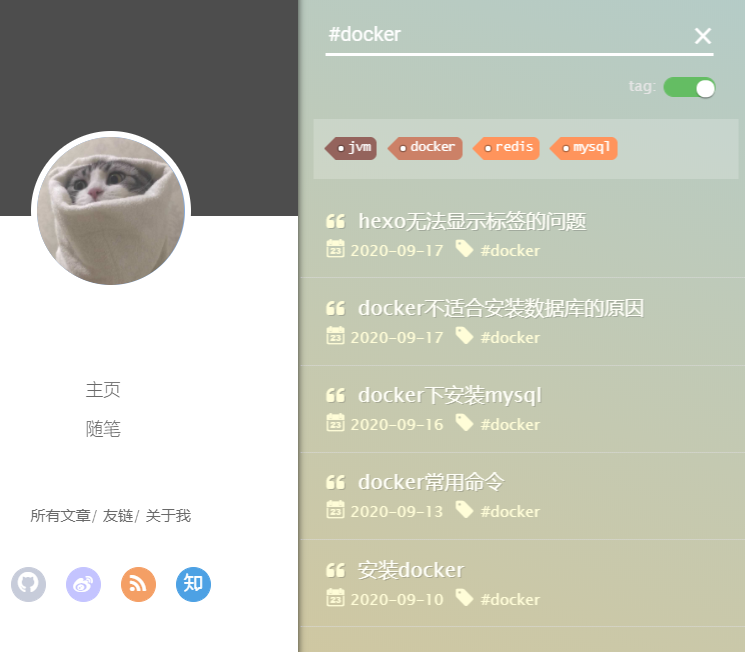 #docker
tag:
jvm docker redis mysql
hexo无法显示标签的问题
2020-09-17 #docker
docker不适合安装数据库的原因
2020-09-17 #docker
docker下安装mysql
2020-09-16 #docker
docker常用命令
2020-09-13 #docker
安装docker
2020-09-10 #docker
主页
随笔
所有文章/ 友链/ 关于我
知